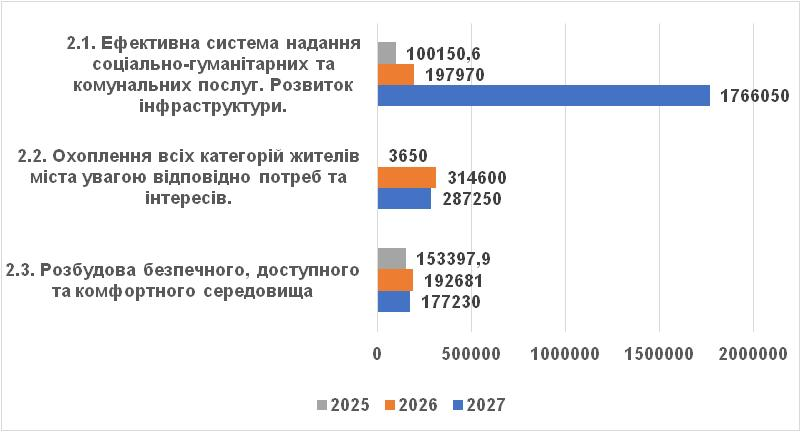 2.1. Ефективна система надання
соціально-гуманітарних та
комунальних послуг. Розвиток
інфраструктури.
100150,6
197970
1766050
2.2. Охоплення всіх категорій жителів
міста увагою відповідно потреб та
інтересів.
3650
314600
287250
2.3. Розбудова безпечного, доступного
та комфортного середовища
153397,9
192681
177230
0 500000 1000000 1500000 2000000
2025 2026 2027